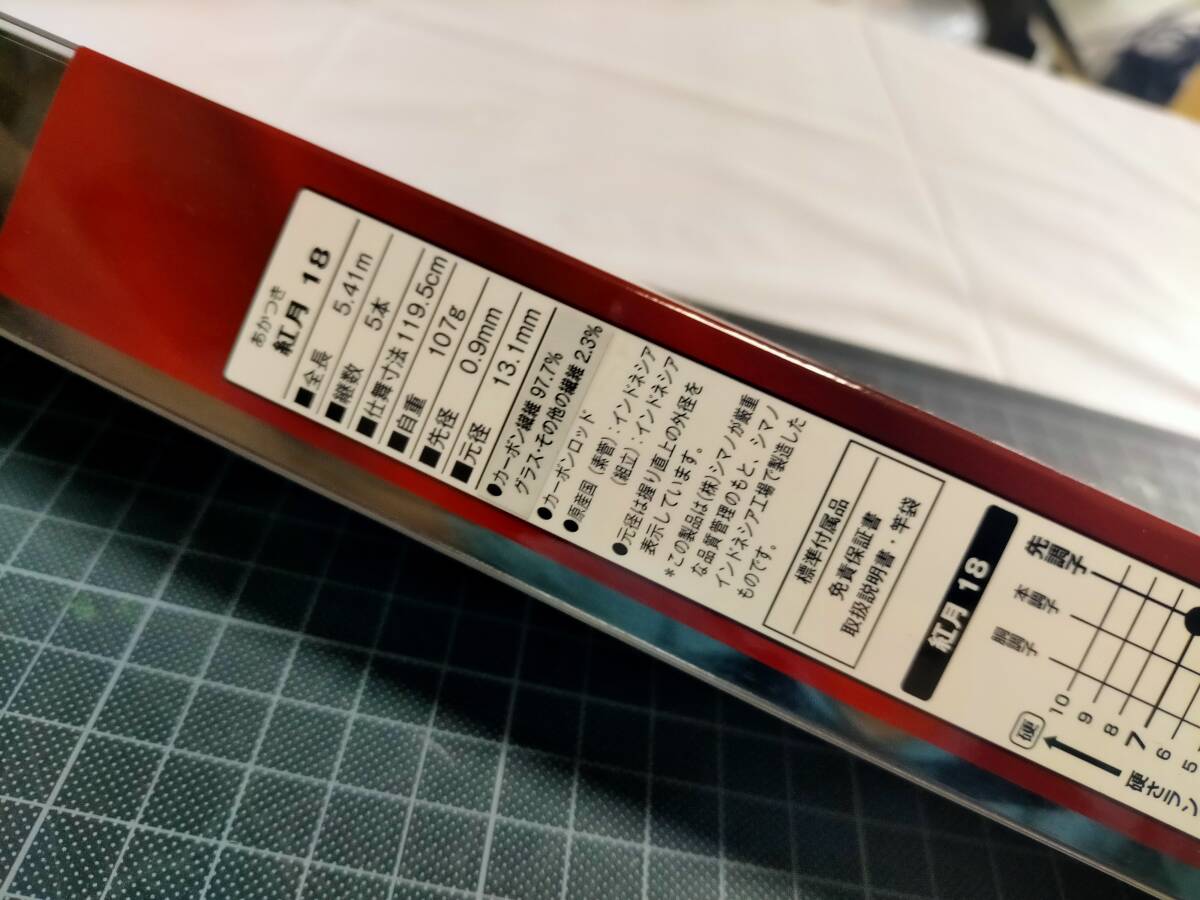 あかつき
紅月 18
■全長 5.41m
■継数 5本
■仕舞寸法 119.5cm
■自重 107g
■先径 0.9mm
■元径 13.1mm
●カーボン繊維 97.7%
グラス・その他の繊維 2.3%
●カーボンロッド
●原産国(素管):インドネシア
(組立):インドネシア
●元径は握り直上の外径を
表示しています。
*この製品は(株)シマノが厳重
な品質管理のもと、シマノ
インドネシア工場で製造した
ものです。
標準付属品
免責保証書
取扱説明書・竿袋
紅月 18
先調子
本調子
胴調子
10
9
8
7
6
5
硬
硬さラン